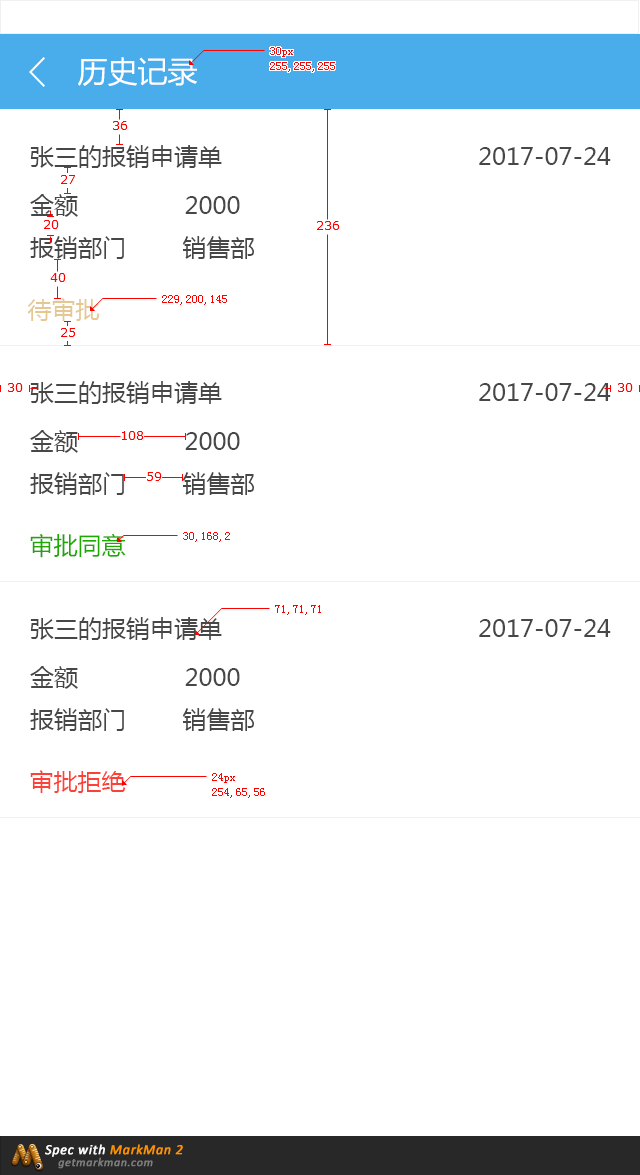 历史记录
30px
255, 255, 255
36
张三的报销申请单 2017-07-24
27
金额 2000
20
236
报销部门 销售部
40
待审批
229, 200, 145
25
30 张三的报销申请单 2017-07-24 30
金额 108 2000
报销部门 59 销售部
审批同意
30, 168, 2
71, 71, 71
张三的报销申请单 2017-07-24
金额 2000
报销部门 销售部
审批拒绝
24px
254, 65, 56
Spec with MarkMan 2
getmarkman.com